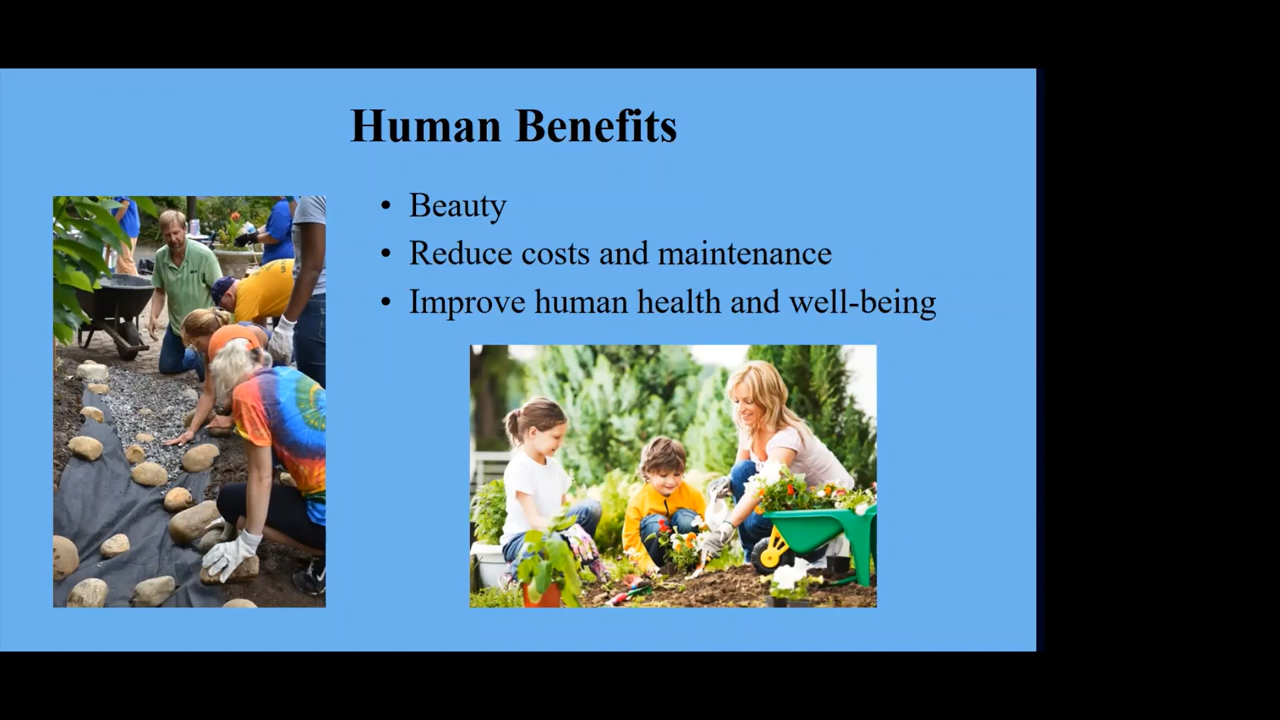 Human Benefits
• Beauty
• Reduce costs and maintenance
• Improve human health and well-being